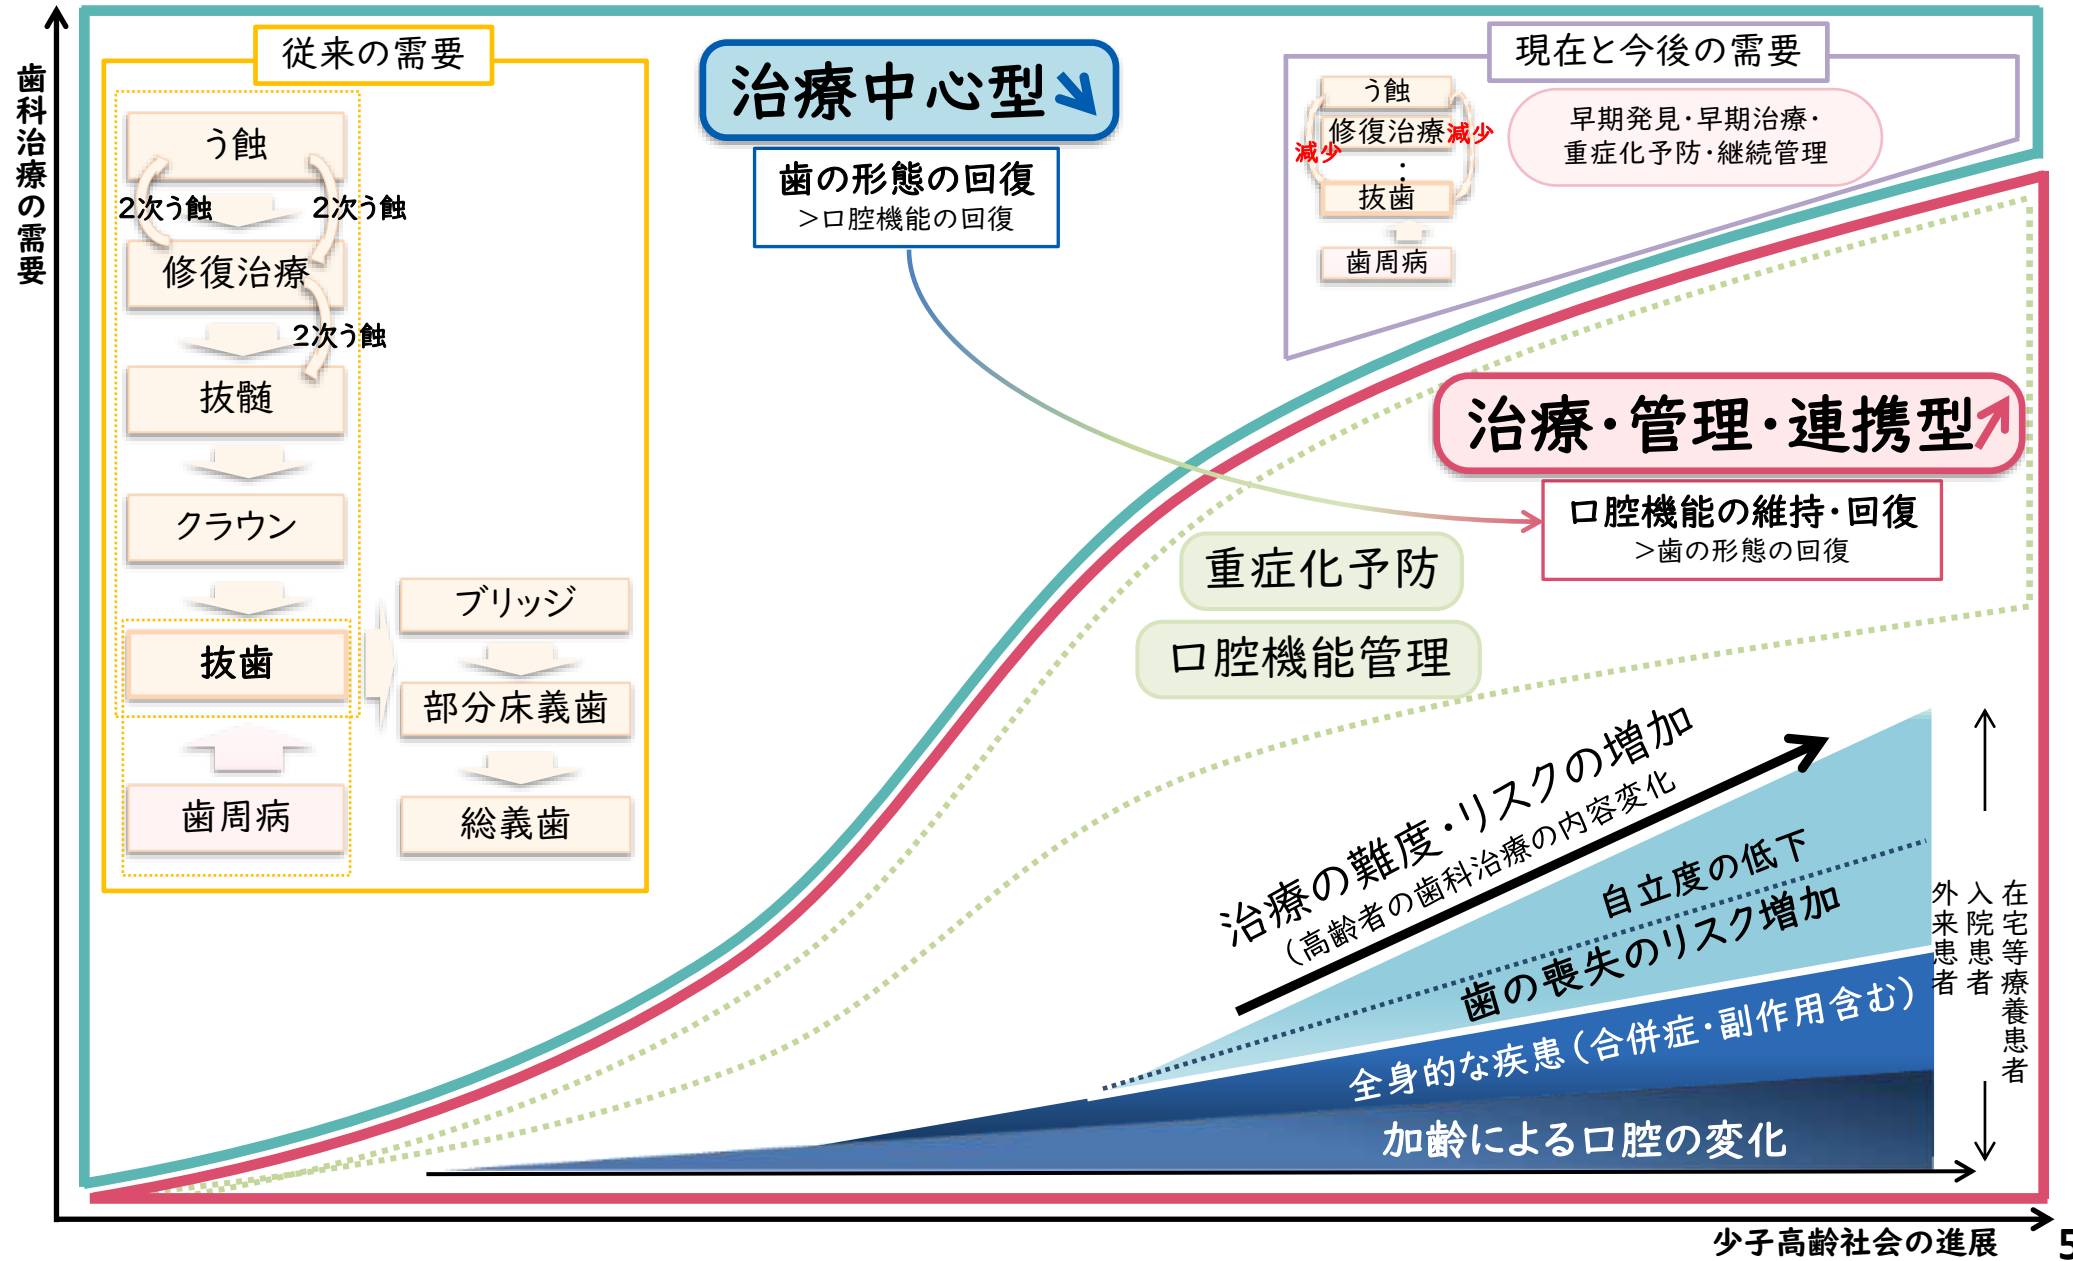 歯科治療の需要
従来の需要
う蝕
2次う蝕
2次う蝕
修復治療
2次う蝕
抜髄
クラウン
抜歯
歯周病
ブリッジ
部分床義歯
総義歯
治療中心型
歯の形態の回復
>口腔機能の回復
現在と今後の需要
う蝕
修復治療
減少
減少
:
抜歯
歯周病
早期発見・早期治療・
重症化予防・継続管理
治療・管理・連携型
口腔機能の維持・回復
>歯の形態の回復
重症化予防
口腔機能管理
治療の難度・リスクの増加
(高齢者の歯科治療の内容変化
自立度の低下
歯の喪失のリスク増加
全身的な疾患(合併症・副作用含む)
加齢による口腔の変化
在宅等療養患者
入院患者
外来患者
少子高齢社会の進展
5